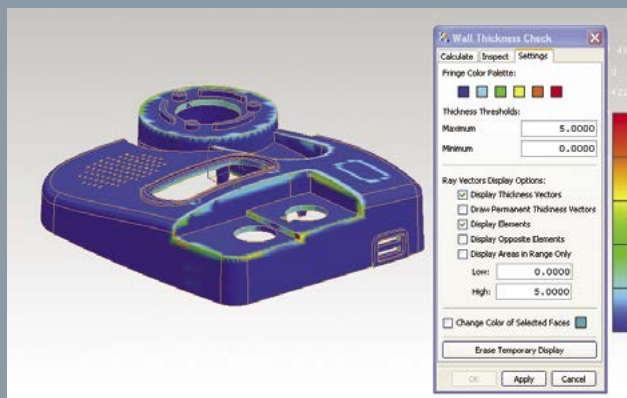 Wall Thickness Check
Calculate Inspect Settings
Fringe Color Palette:
Thickness Thresholds:
Maximum 5.0000
Minimum 0.0000
Ray Vectors Display Options:
Display Thickness Vectors
Draw Permanent Thickness Vectors
Display Elements
Display Opposite Elements
Display Areas in Range Only
Low: 0.0000
High: 5.0000
Change Color of Selected Faces
Erase Temporary Display
OK Apply Cancel